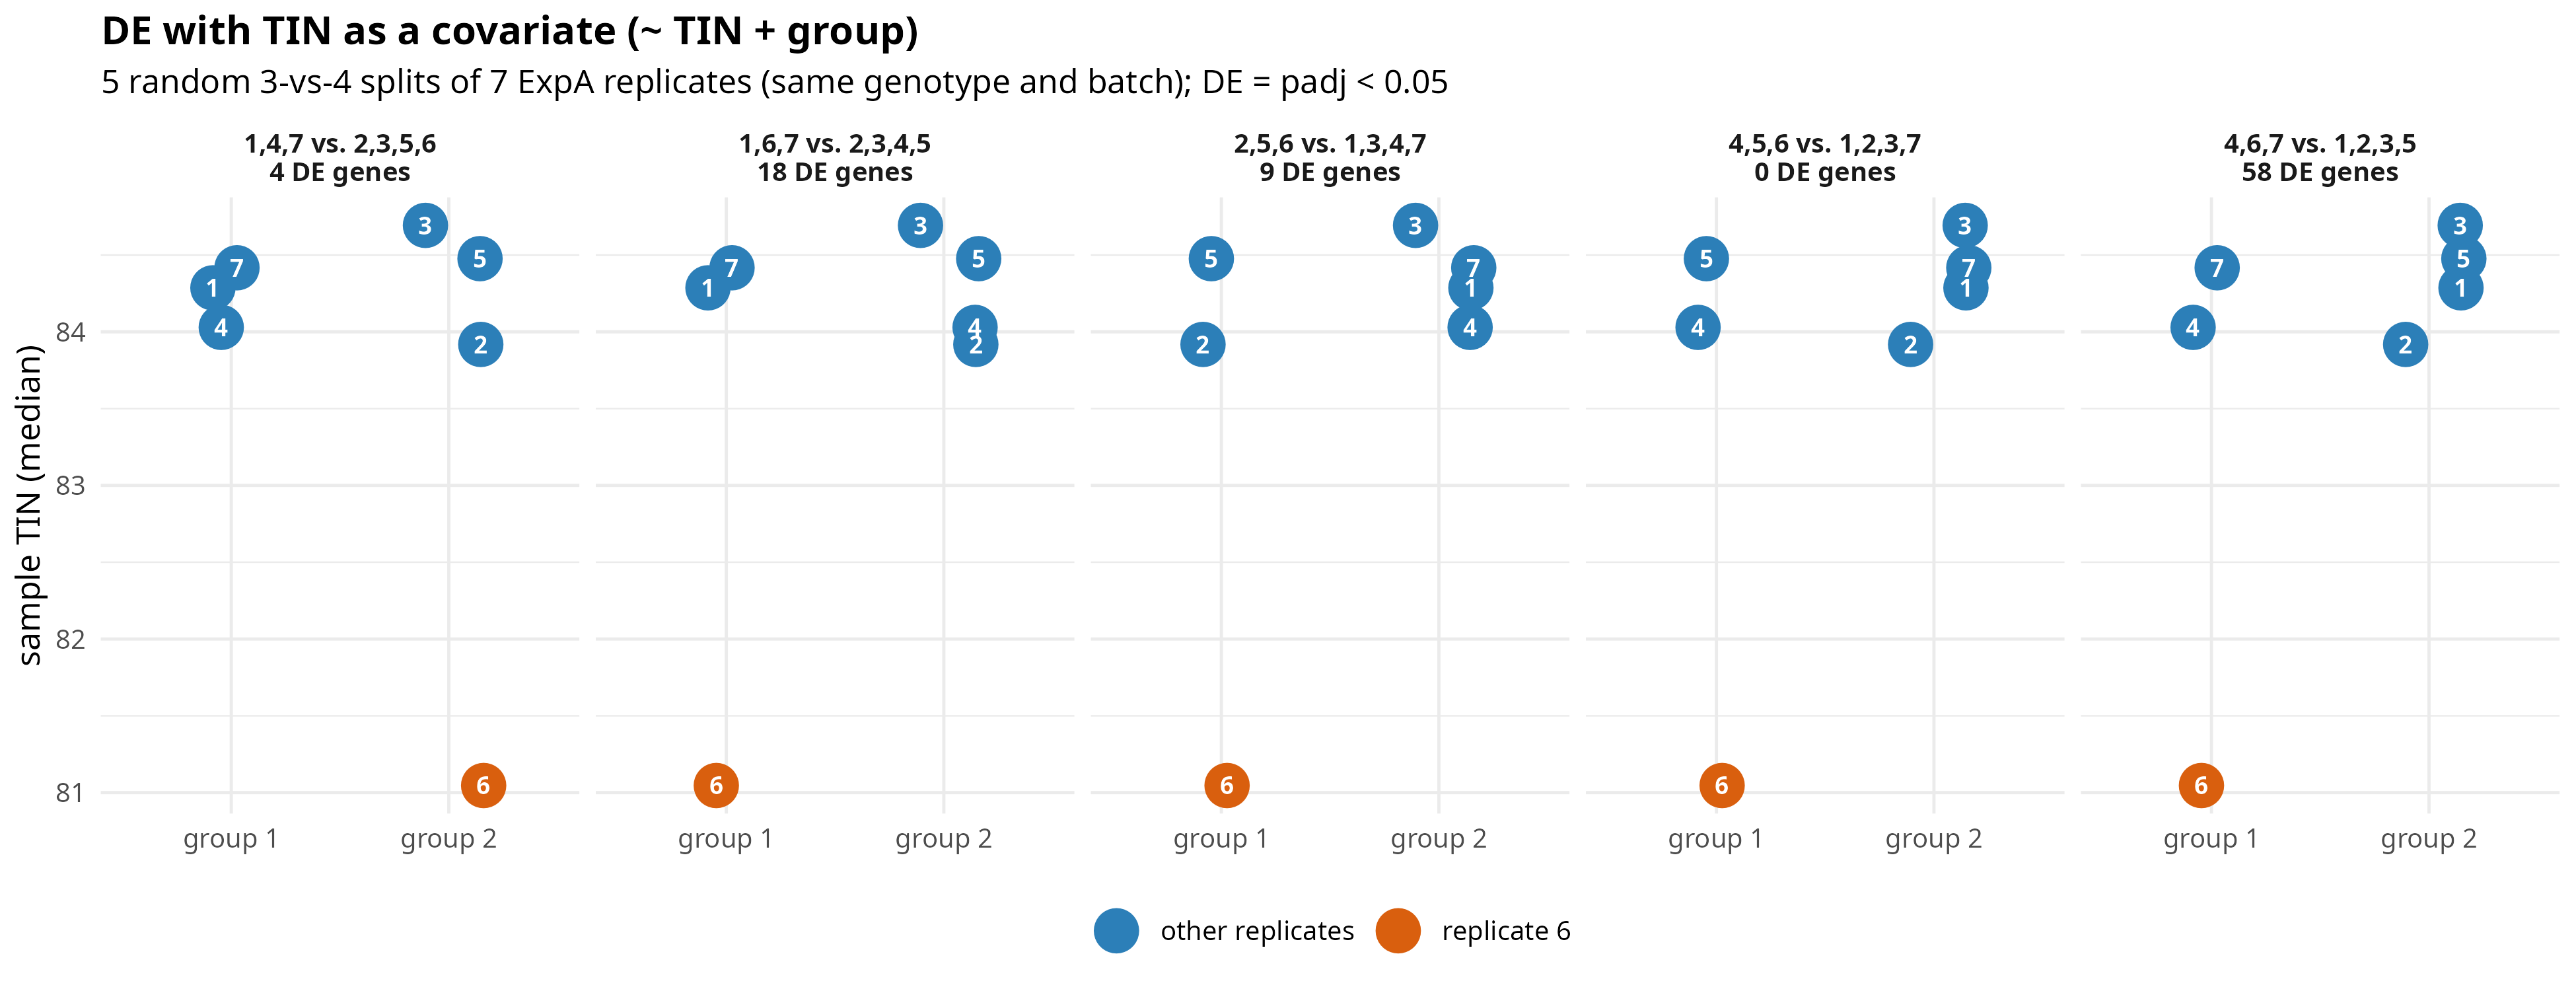 DE with TIN as a covariate (~ TIN + group)
5 random 3-vs-4 splits of 7 ExpA replicates (same genotype and batch); DE = padj < 0.05
1,4,7 vs. 2,3,5,6
4 DE genes
1,6,7 vs. 2,3,4,5
18 DE genes
2,5,6 vs. 1,3,4,7
9 DE genes
4,5,6 vs. 1,2,3,7
0 DE genes
4,6,7 vs. 1,2,3,5
58 DE genes
sample TIN (median)
84
83
82
81
7
1
4
3
5
2
6
7
1
6
3
5
4
2
5
2
6
3
7
1
4
5
4
6
3
7
1
2
7
4
6
3
5
1
2
group 1
group 2
group 1
group 2
group 1
group 2
group 1
group 2
group 1
group 2
other replicates
replicate 6